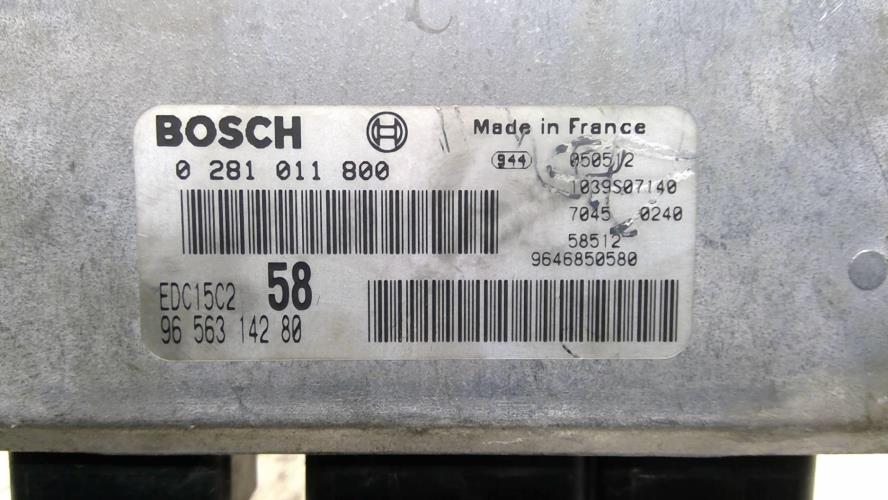 BOSCH
Made in France
0 281 011 800
944 050512
1039S07140
7045 0240
58512
9646850580
EDC15C2 58
96 563 142 80